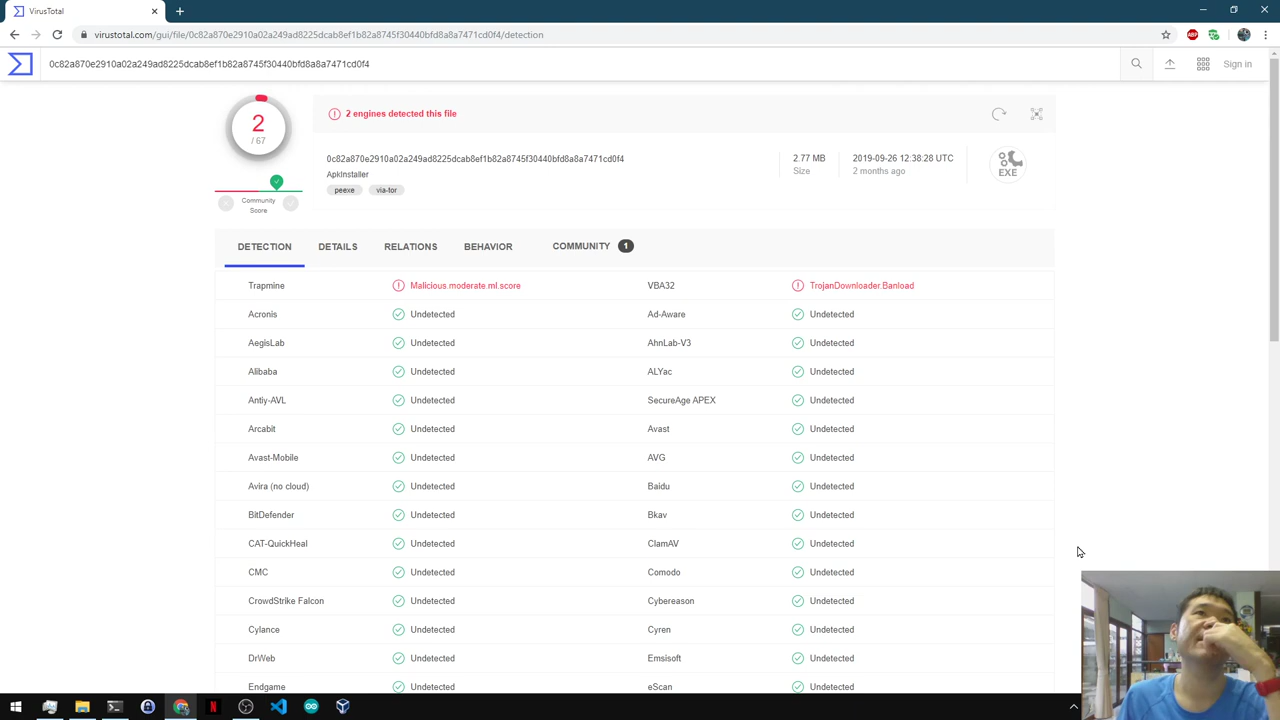 VirusTotal
virustotal.com/gui/file/0c82a870e2910a02a249ad8225dcab8ef1b82a8745f30440bfd8a8a7471cd0f4/detection
ABP
0c82a870e2910a02a249ad8225dcab8ef1b82a8745f30440bfd8a8a7471cd0f4
Sign in
2
/ 67
Community
Score
2 engines detected this file
0c82a870e2910a02a249ad8225dcab8ef1b82a8745f30440bfd8a8a7471cd0f4
ApkInstaller
peexe via-tor
2.77 MB
Size
2019-09-26 12:38:28 UTC
2 months ago
EXE
DETECTION DETAILS RELATIONS BEHAVIOR COMMUNITY 1
Trapmine Malicious.moderate.ml.score VBA32 TrojanDownloader.Banload
Acronis Undetected Ad-Aware Undetected
AegisLab Undetected AhnLab-V3 Undetected
Alibaba Undetected ALYac Undetected
Antiy-AVL Undetected SecureAge APEX Undetected
Arcabit Undetected Avast Undetected
Avast-Mobile Undetected AVG Undetected
Avira (no cloud) Undetected Baidu Undetected
BitDefender Undetected Bkav Undetected
CAT-QuickHeal Undetected ClamAV Undetected
CMC Undetected Comodo Undetected
CrowdStrike Falcon Undetected Cybereason Undetected
Cylance Undetected Cyren Undetected
DrWeb Undetected Emsisoft Undetected
Endgame Undetected eScan Undetected